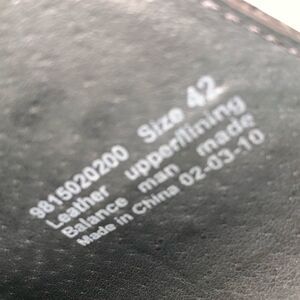 9815020200 Size 42
Leather upper/lining
Balance man made
Made in China 02-03-10